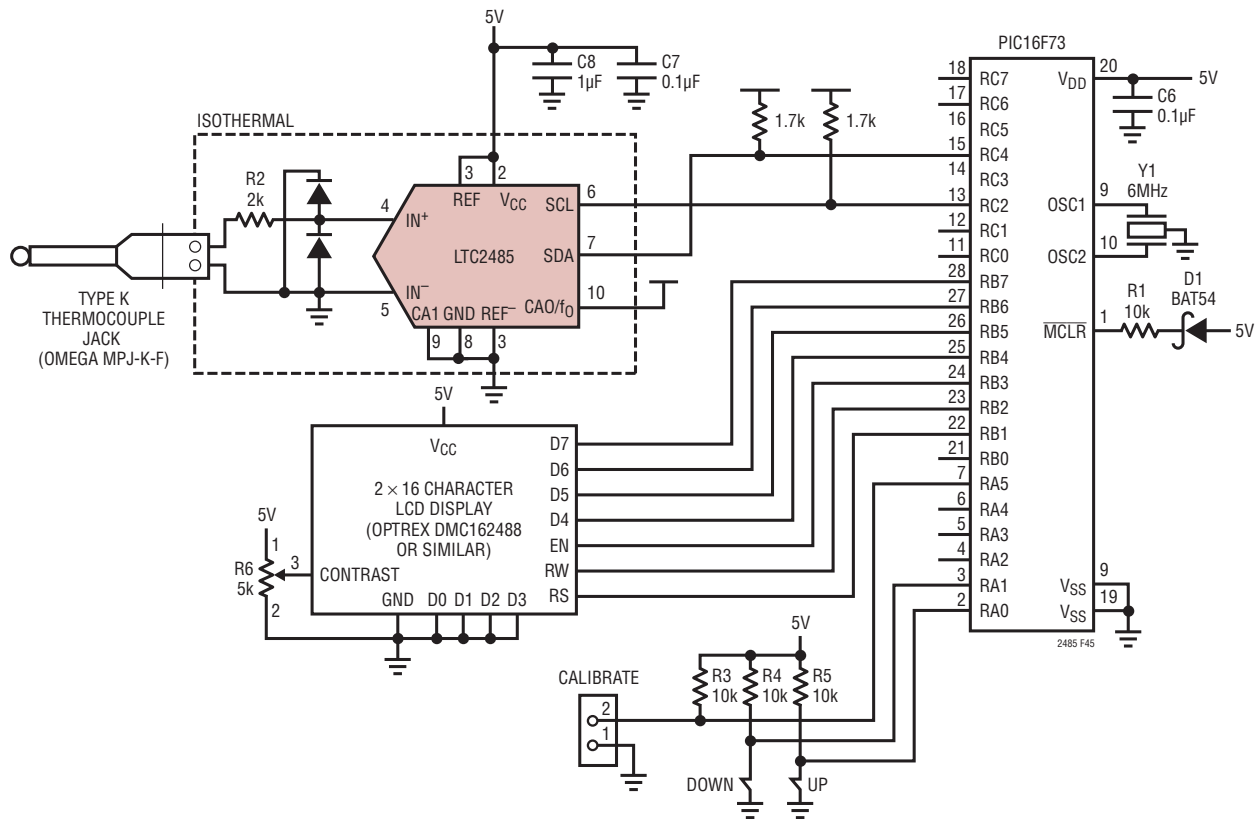 5V
C8
1µF
C7
0.1µF
ISOTHERMAL
R2
2k
4
IN+
3
REF
2
VCC
SCL
6
LTC2485
SDA
7
IN−
5
CA1
GND
REF−
CA0/f0
10
9
8
3
TYPE K
THERMOCOUPLE
JACK
(OMEGA MPJ-K-F)
1.7k
1.7k
PIC16F73
18
RC7
17
RC6
16
RC5
15
RC4
14
RC3
13
RC2
12
RC1
11
RC0
28
RB7
27
RB6
26
RB5
25
RB4
24
RB3
23
RB2
22
RB1
21
RB0
7
RA5
6
RA4
5
RA3
4
RA2
3
RA1
2
RA0
VDD
20
5V
C6
0.1µF
Y1
6MHz
OSC1
9
OSC2
10
MCLR
1
R1
10k
D1
BAT54
5V
VSS
9
VSS
19
2485 F45
5V
VCC
2 × 16 CHARACTER
LCD DISPLAY
(OPTREX DMC162488
OR SIMILAR)
D7
D6
D5
D4
EN
RW
RS
CONTRAST
GND
D0
D1
D2
D3
5V
1
R6
5k
3
2
5V
R3
10k
R4
10k
R5
10k
CALIBRATE
2
1
DOWN
UP